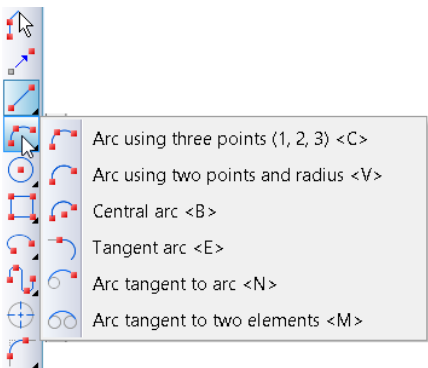 Arc using three points (1, 2, 3) <C>
Arc using two points and radius <V>
Central arc <B>
Tangent arc <E>
Arc tangent to arc <N>
Arc tangent to two elements <M>